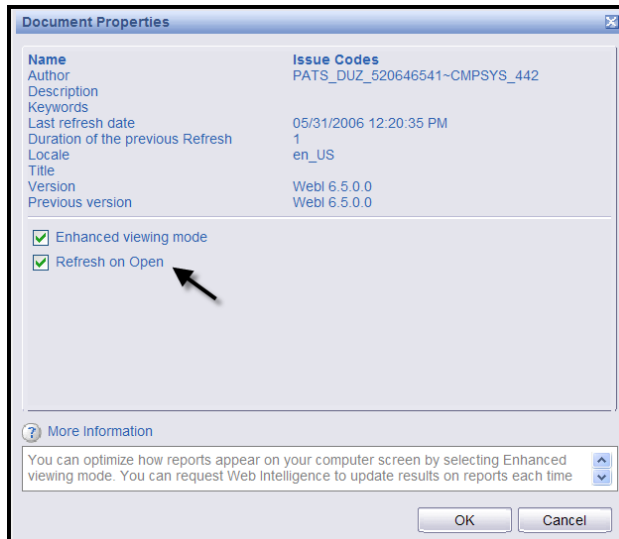 Document Properties
Name Issue Codes
Author PATS_DUZ_520646541~CMPSYS_442
Description
Keywords
Last refresh date 05/31/2006 12:20:35 PM
Duration of the previous Refresh 1
Locale en_US
Title
Version WebI 6.5.0.0
Previous version WebI 6.5.0.0
Enhanced viewing mode
Refresh on Open
? More Information
You can optimize how reports appear on your computer screen by selecting Enhanced
viewing mode. You can request Web Intelligence to update results on reports each time
OK Cancel